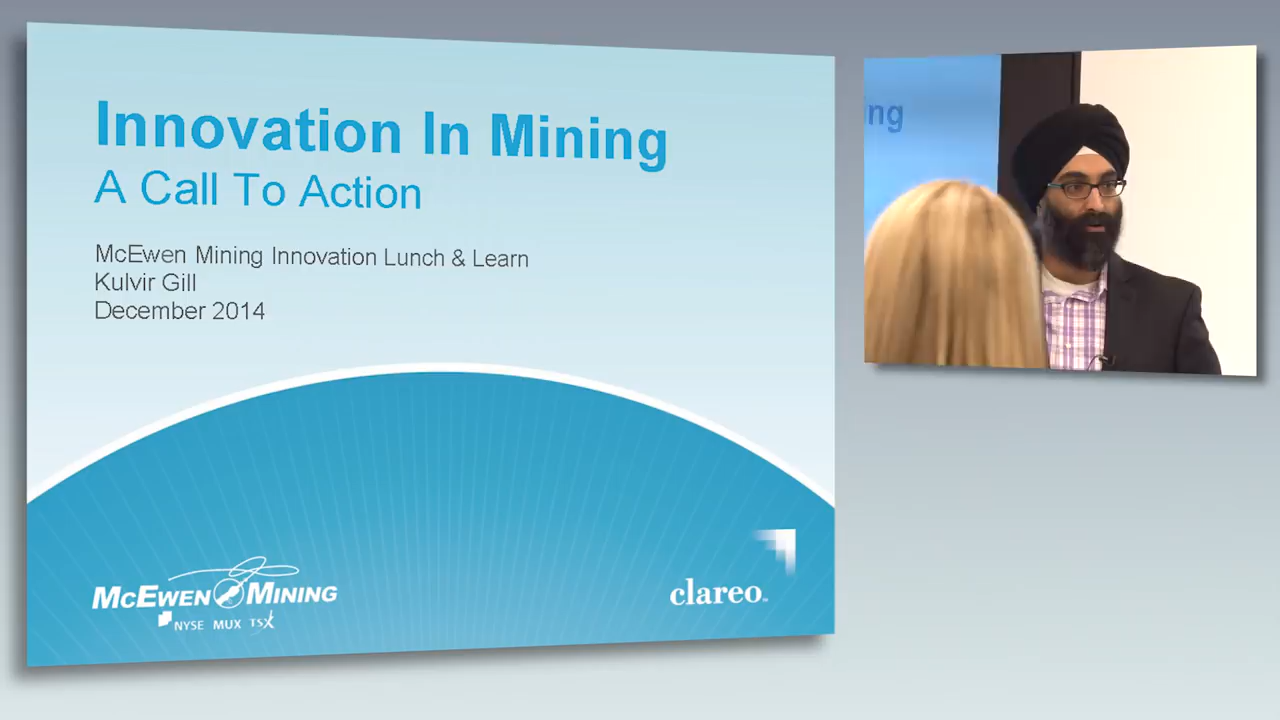 Innovation In Mining
A Call To Action
McEwen Mining Innovation Lunch & Learn
Kulvir Gill
December 2014
McEWEN MINING
NYSE MUX TSX
clareo™
ing